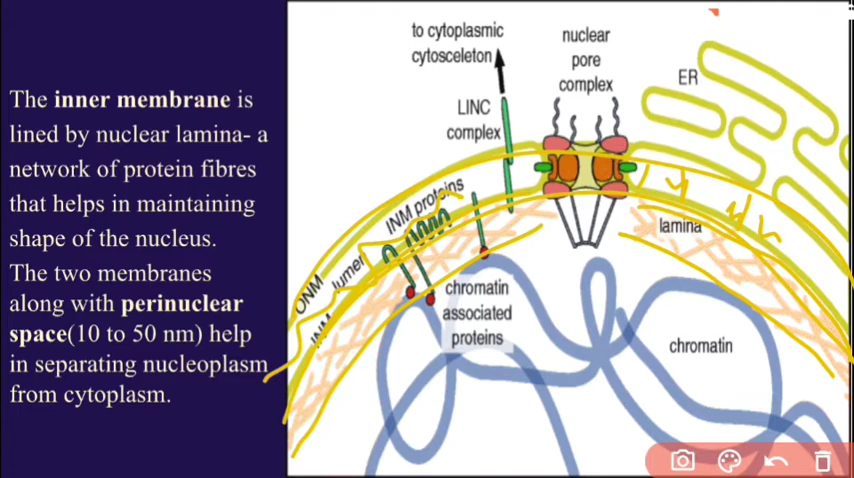 The inner membrane is
lined by nuclear lamina- a
network of protein fibres
that helps in maintaining
shape of the nucleus.
The two membranes
along with perinuclear
space(10 to 50 nm) help
in separating nucleoplasm
from cytoplasm.
to cytoplasmic
cytosceleton
nuclear
pore
complex
ER
LINC
complex
INM proteins
ONM
lumen
INM
lamina
chromatin
associated
proteins
chromatin